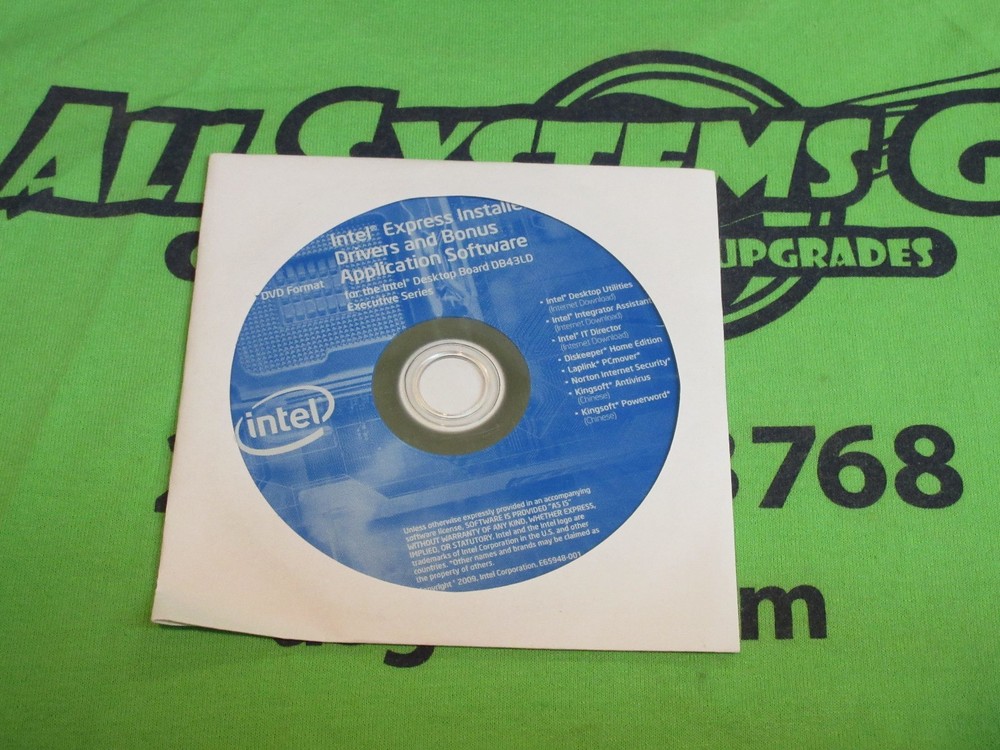 ALL SYSTEMS G
UPGRADES
Intel® Express Installe
Drivers and Bonus
Application Software
for the Intel® Desktop Board DB43LD
Executive Series
DVD Format
• Intel® Desktop Utilities
(Internet Download)
• Intel® Integrator Assistant
(Internet Download)
• Intel® IT Director
(Internet Download)
• Diskeeper* Home Edition
• Laplink* PCmover*
• Norton Internet Security*
• Kingsoft* Antivirus
(Chinese)
• Kingsoft* Powerword*
(Chinese)
intel
Unless otherwise expressly provided in an accompanying
software license, SOFTWARE IS PROVIDED "AS IS"
WITHOUT WARRANTY OF ANY KIND, WHETHER EXPRESS,
IMPLIED, OR STATUTORY. Intel and the Intel logo are
trademarks of Intel Corporation in the U.S. and other
countries. *Other names and brands may be claimed as
the property of others.
2009, Intel Corporation. E65948-001
768
m